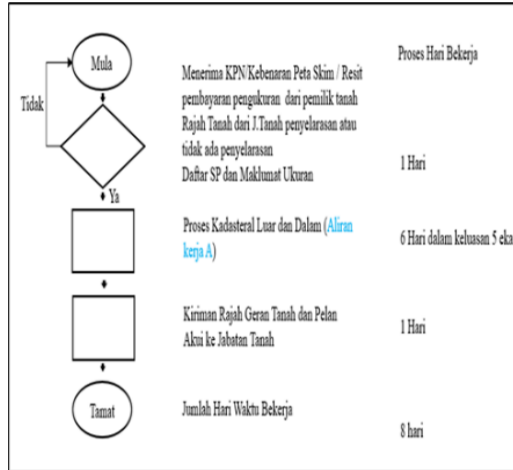 Proses Hari Bekerja
Mula
Tidak
Menerima KPN/Kebenaran Peta Skim / Resit
pembayaran pengukuran dari pemilik tanah
Rajah Tanah dari J.Tanah penyelarasan atau
tidak ada penyelarasan
Daftar SP dan Maklumat Ukuran
1 Hari
Ya
Proses Kadasteral Luar dan Dalam (Aliran
kerja A)
6 Hari dalam keluasan 5 eka
Kiriman Rajah Geran Tanah dan Pelan
Akui ke Jabatan Tanah
1 Hari
Tamat
Jumlah Hari Waktu Bekerja
8 hari